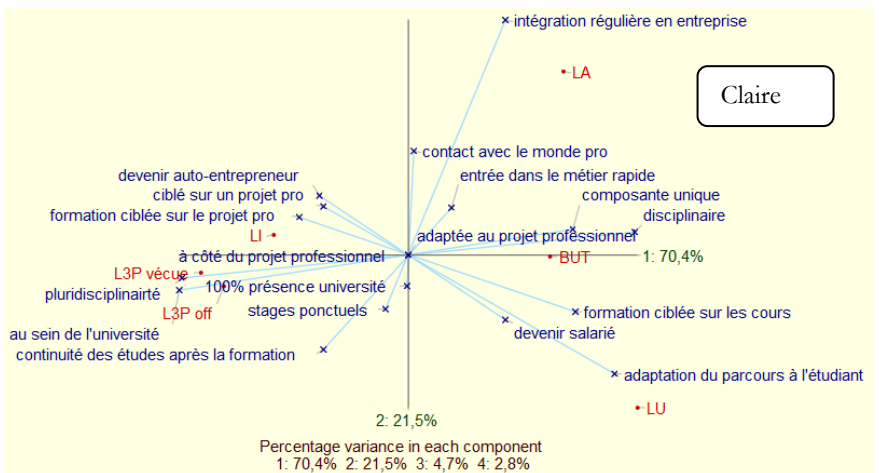 intégration régulière en entreprise
LA
Claire
contact avec le monde pro
devenir auto-entrepreneur
entrée dans le métier rapide
ciblé sur un projet pro
composante unique
formation ciblée sur le projet pro
disciplinaire
LI
adaptée au projet professionnel
à côté du projet professionnel
BUT
1: 70,4%
L3P vécue
pluridisciplinairté
100% présence université
L3P off
stages ponctuels
formation ciblée sur les cours
au sein de l'université
devenir salarié
continuité des études après la formation
adaptation du parcours à l'étudiant
LU
2: 21,5%
Percentage variance in each component
1: 70,4% 2: 21,5% 3: 4,7% 4: 2,8%